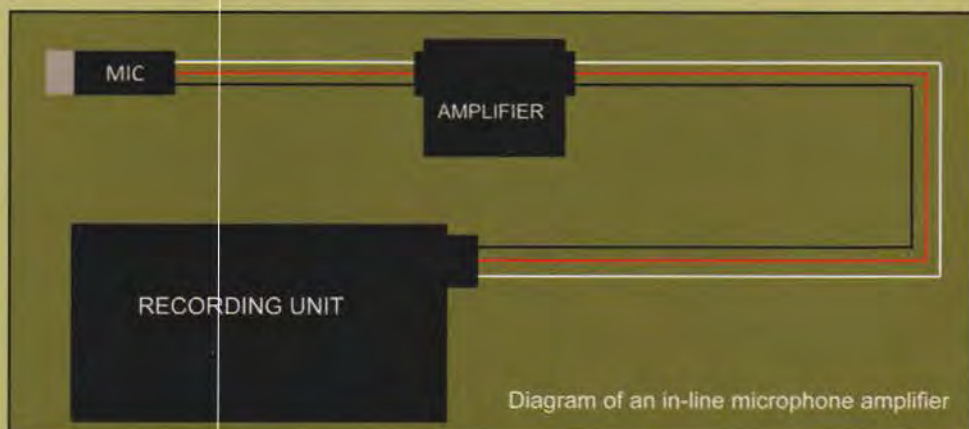 MIC
AMPLIFIER
RECORDING UNIT
Diagram of an in-line microphone amplifier